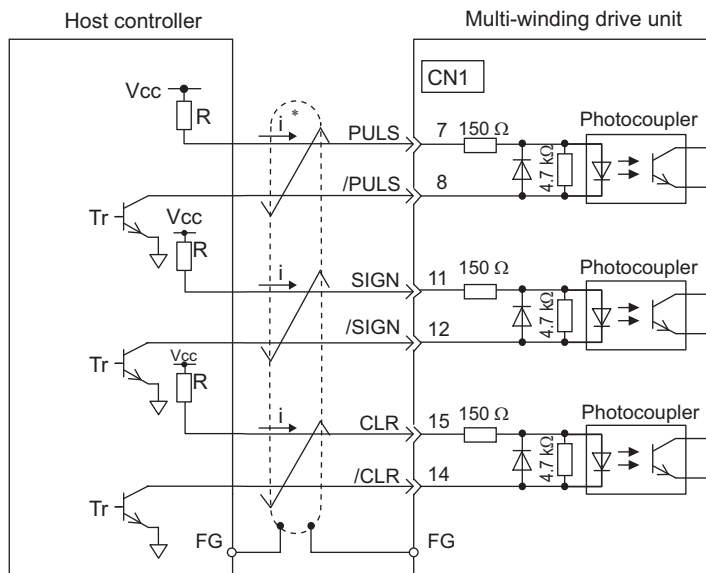 Host controller
Multi-winding drive unit
CN1
Vcc
R
i
*
PULS
7
150 Ω
4.7 kΩ
Photocoupler
/PULS
8
Tr
Vcc
R
i
SIGN
11
150 Ω
4.7 kΩ
Photocoupler
/SIGN
12
Tr
Vcc
R
i
CLR
15
150 Ω
4.7 kΩ
Photocoupler
/CLR
14
Tr
FG
FG